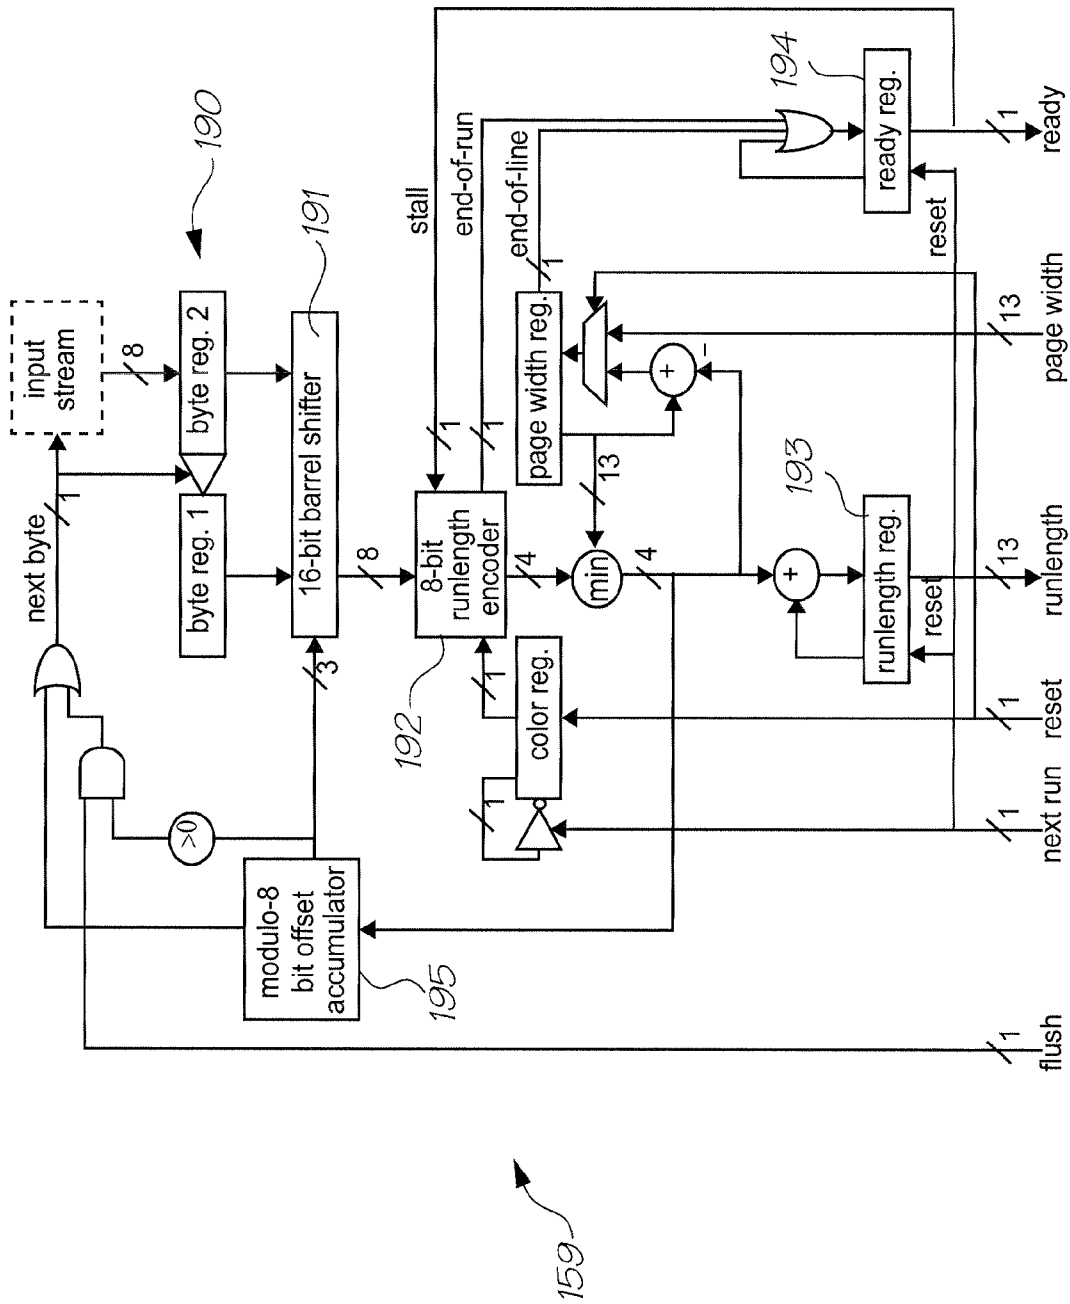 input
stream
8
190
next byte
1
byte reg. 1
byte reg. 2
191
16-bit barrel shifter
3
8
>0
modulo-8
bit offset
accumulator
195
stall
end-of-run
end-of-line
1
1
1
8-bit
runlength
encoder
192
4
min
4
13
page width reg.
+
−
color reg.
1
1
+
193
runlength reg.
reset
194
ready reg.
reset
1
flush
1
next run
1
reset
13
runlength
13
page width
1
ready
159